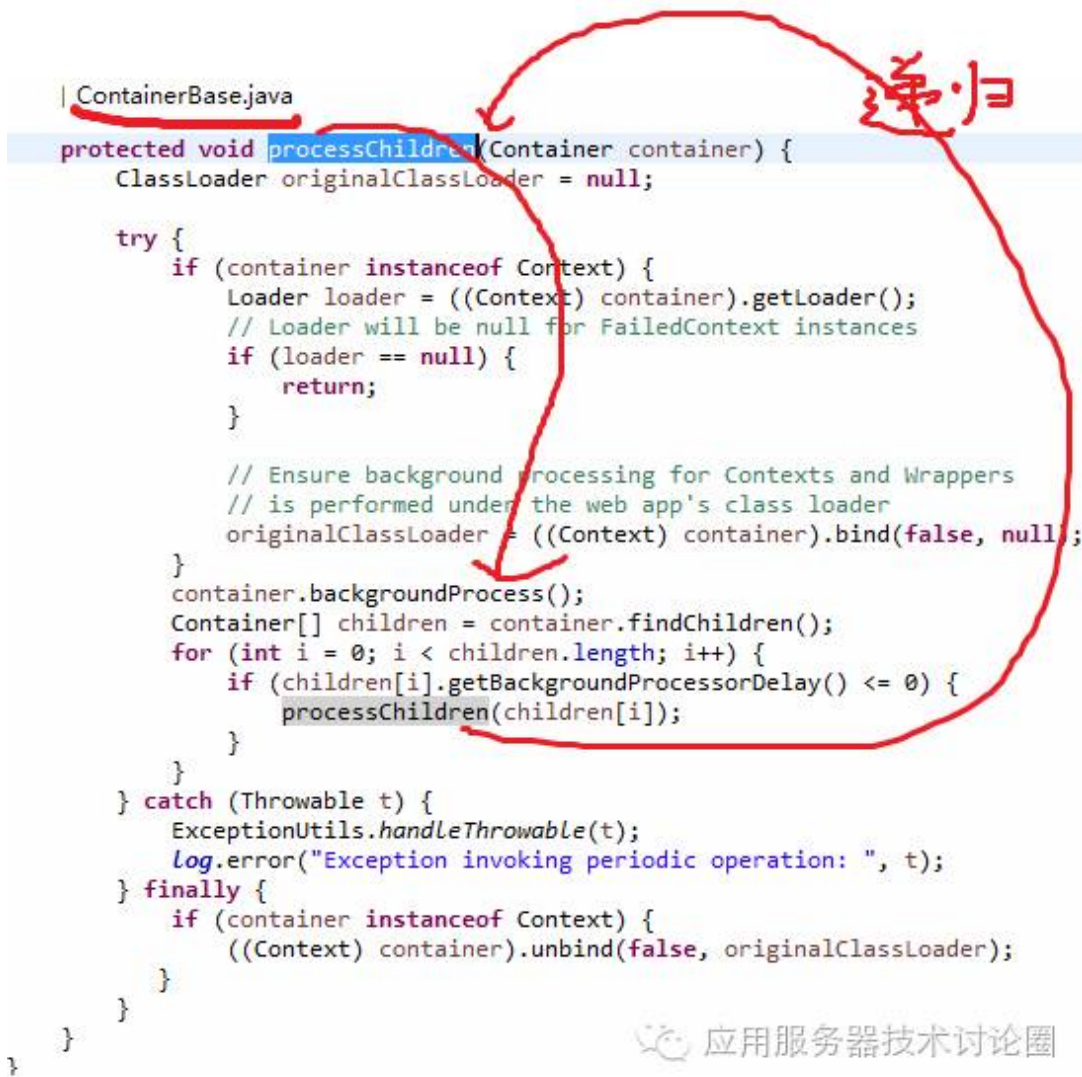 | ContainerBase.java
递归
protected void processChildren(Container container) {
ClassLoader originalClassLoader = null;
try {
if (container instanceof Context) {
Loader loader = ((Context) container).getLoader();
// Loader will be null for FailedContext instances
if (loader == null) {
return;
}
// Ensure background processing for Contexts and Wrappers
// is performed under the web app's class loader
originalClassLoader = ((Context) container).bind(false, null);
}
container.backgroundProcess();
Container[] children = container.findChildren();
for (int i = 0; i < children.length; i++) {
if (children[i].getBackgroundProcessorDelay() <= 0) {
processChildren(children[i]);
}
}
} catch (Throwable t) {
ExceptionUtils.handleThrowable(t);
log.error("Exception invoking periodic operation: ", t);
} finally {
if (container instanceof Context) {
((Context) container).unbind(false, originalClassLoader);
}
}
}
}
应用服务器技术讨论圈